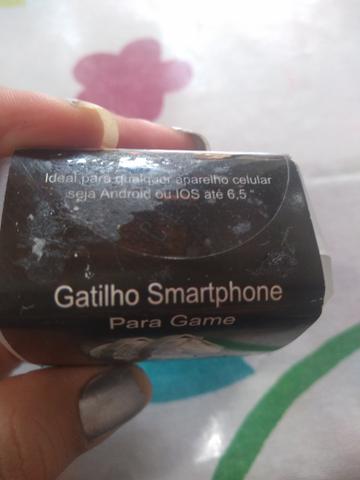 Ideal para qualquer aparelho celular
seja Android ou IOS até 6,5"
Gatilho Smartphone
Para Game